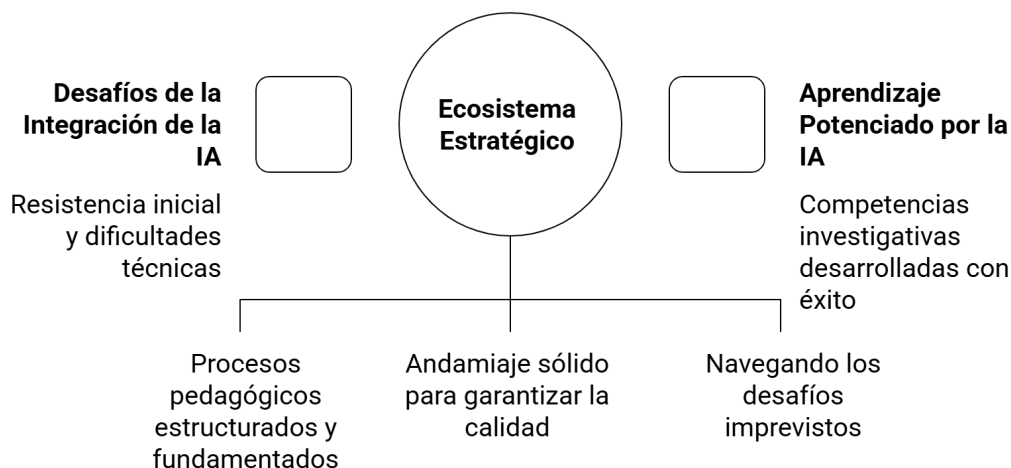 Desafíos de la
Integración de la
IA
Resistencia inicial
y dificultades
técnicas
Ecosistema
Estratégico
Aprendizaje
Potenciado por la
IA
Competencias
investigativas
desarrolladas con
éxito
Procesos
pedagógicos
estructurados y
fundamentados
Andamiaje sólido
para garantizar la
calidad
Navegando los
desafíos
imprevistos